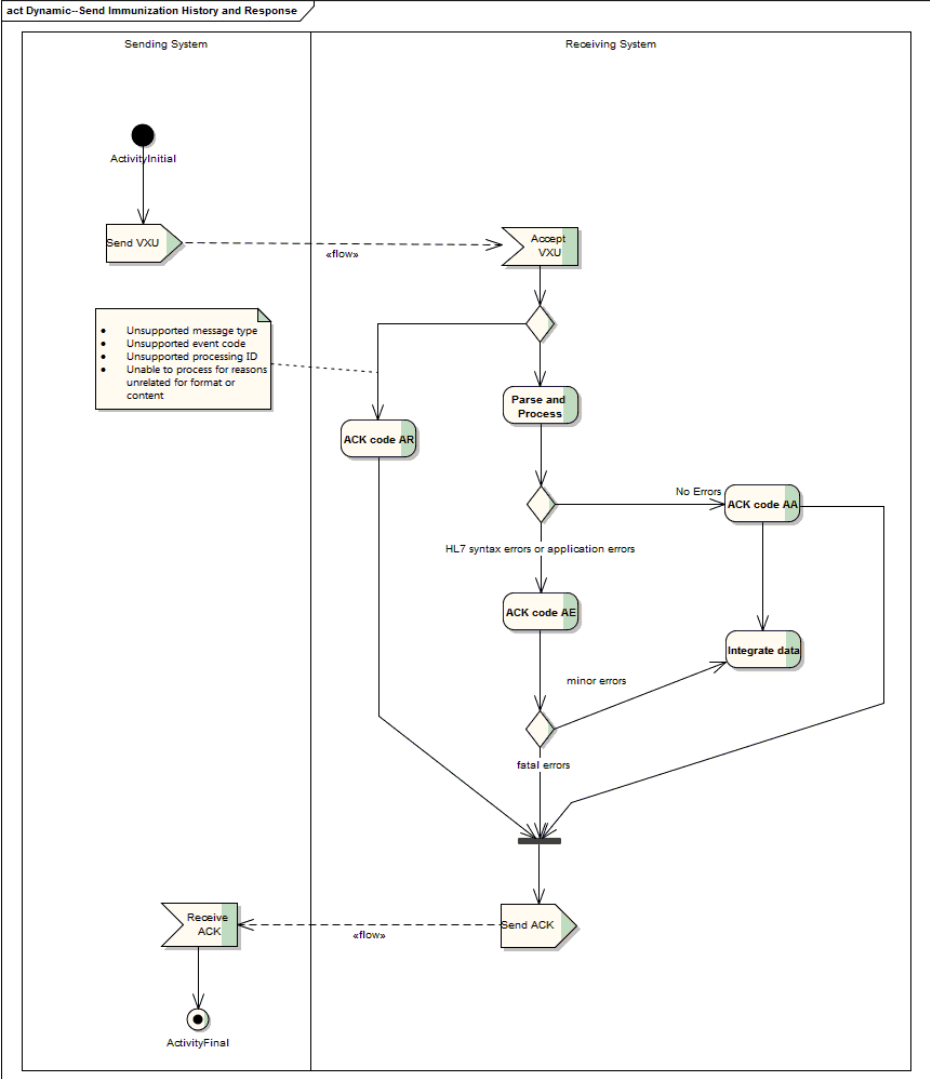 act Dynamic--Send Immunization History and Response
Sending System
Receiving System
ActivityInitial
Send VXU
«flow»
Accept
VXU
• Unsupported message type
• Unsupported event code
• Unsupported processing ID
• Unable to process for reasons
unrelated for format or
content
Parse and
Process
ACK code AR
No Errors
ACK code AA
HL7 syntax errors or application errors
ACK code AE
Integrate data
minor errors
fatal errors
Receive
ACK
«flow»
Send ACK
ActivityFinal